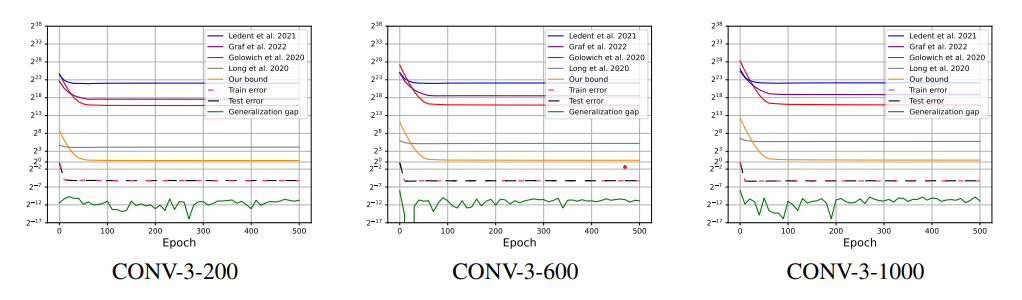 2^38
2^33
2^28
2^23
2^18
2^13
2^8
2^3
2^0
2^-2
2^-7
2^-12
2^-17
0 100 200 300 400 500
Epoch
Ledent et al. 2021
Graf et al. 2022
Golowich et al. 2020
Long et al. 2020
Our bound
Train error
Test error
Generalization gap
CONV-3-200
2^38
2^33
2^28
2^23
2^18
2^13
2^8
2^3
2^0
2^-2
2^-7
2^-12
2^-17
0 100 200 300 400 500
Epoch
Ledent et al. 2021
Graf et al. 2022
Golowich et al. 2020
Long et al. 2020
Our bound
Train error
Test error
Generalization gap
CONV-3-600
2^38
2^33
2^28
2^23
2^18
2^13
2^8
2^3
2^0
2^-2
2^-7
2^-12
2^-17
0 100 200 300 400 500
Epoch
Ledent et al. 2021
Graf et al. 2022
Golowich et al. 2020
Long et al. 2020
Our bound
Train error
Test error
Generalization gap
CONV-3-1000